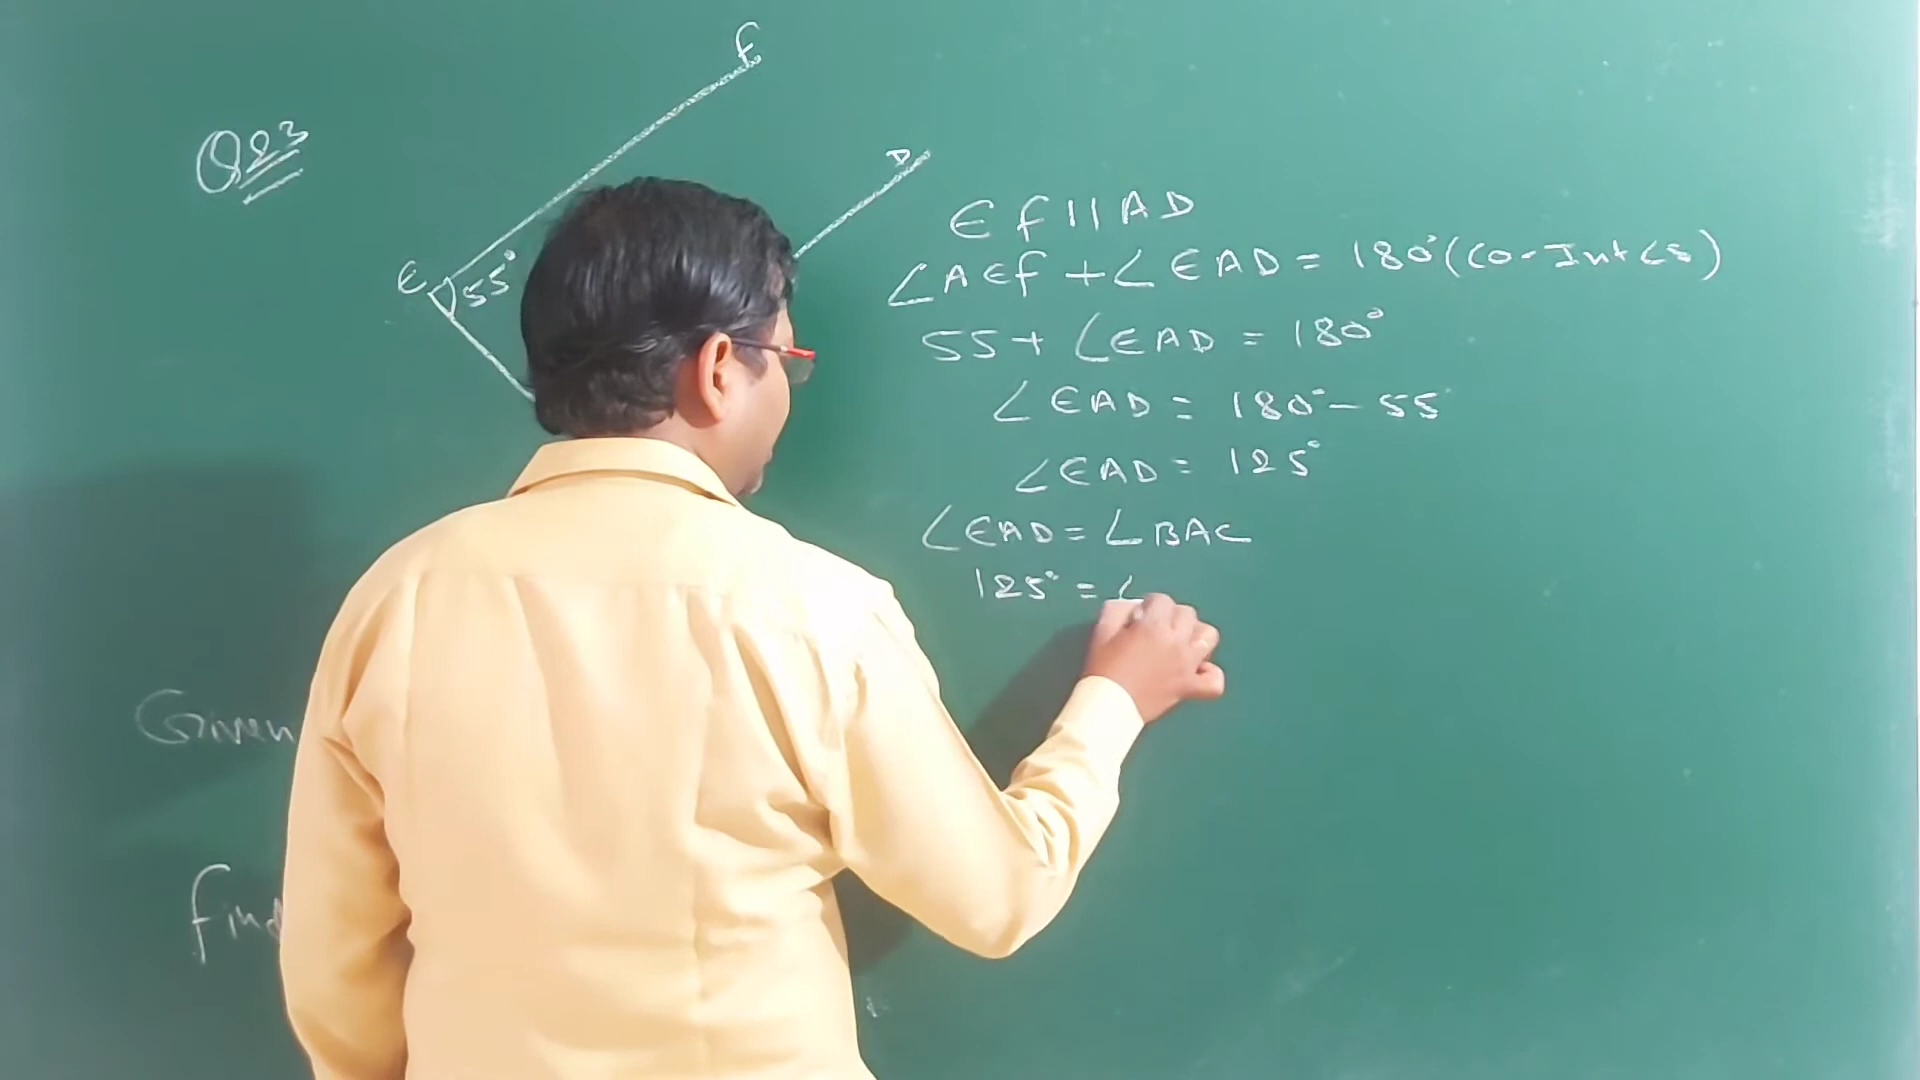 F
Q23
D
E 55°
EF || AD
∠AEF + ∠EAD = 180° (Co-Int ∠s)
55 + ∠EAD = 180°
∠EAD = 180° - 55°
∠EAD = 125°
∠EAD = ∠BAC
125° = ∠
Given
Find